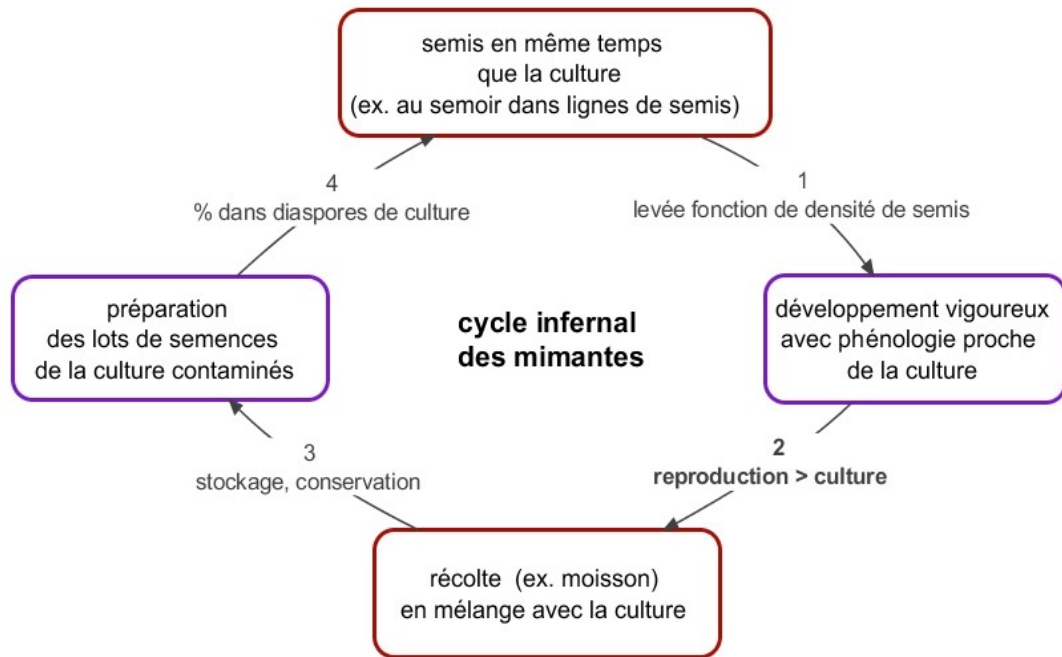 semis en même temps
que la culture
(ex. au semoir dans lignes de semis)
4
% dans diaspores de culture
1
levée fonction de densité de semis
préparation
des lots de semences
de la culture contaminés
cycle infernal
des mimantes
développement vigoureux
avec phénologie proche
de la culture
3
stockage, conservation
2
reproduction > culture
récolte (ex. moisson)
en mélange avec la culture